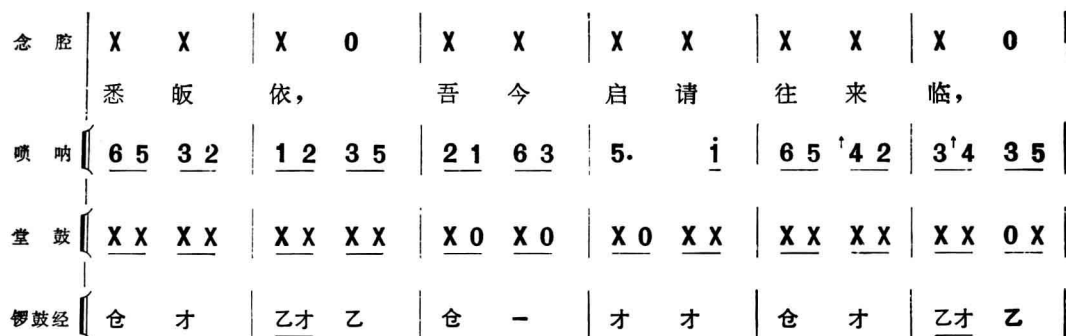 念腔 X X | X 0 | X X | X X | X X | X 0 |
悉 皈 依， 吾 今 启 请 往 来 临，
唢呐 6 5 3 2 | 1 2 3 5 | 2 1 6 3 | 5. i̇ | 6 5 ↑4 2 | 3 ↑4 3 5 |
堂鼓 X X X X | X X X X | X 0 X 0 | X 0 X X | X X X X | X X 0 X |
锣鼓经 仓 才 | 乙才 乙 | 仓 － | 才 才 | 仓 才 | 乙才 乙 |